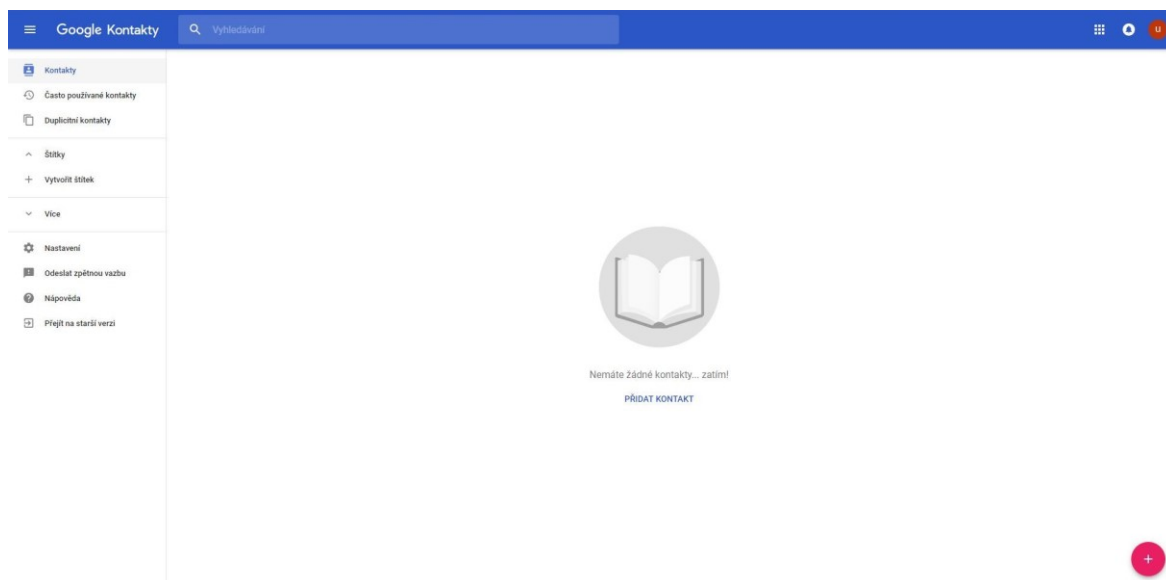 Google Kontakty
Vyhledávání
U
Kontakty
Často používané kontakty
Duplicitní kontakty
Štítky
Vytvořit štítek
Více
Nastavení
Odeslat zpětnou vazbu
Nápověda
Přejít na starší verzi
Nemáte žádné kontakty... zatím!
PŘIDAT KONTAKT